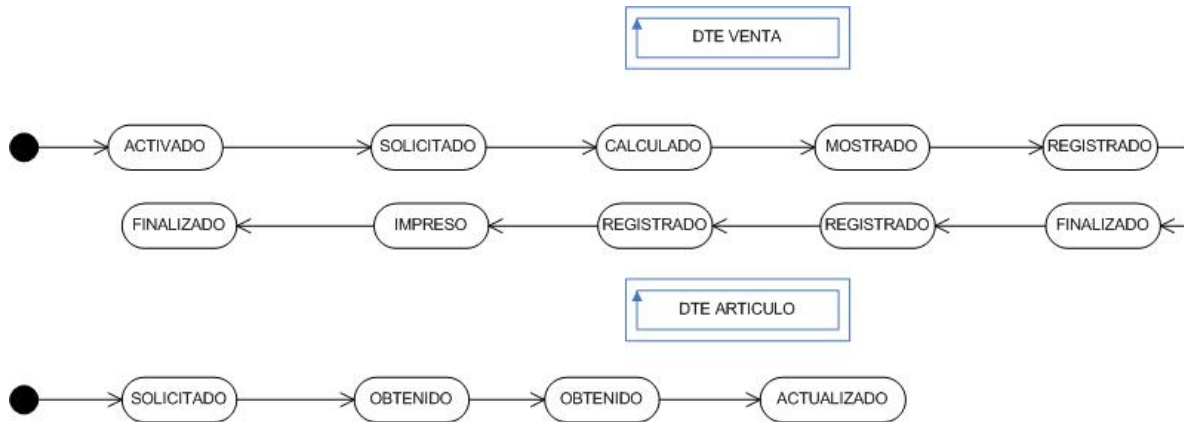 DTE VENTA
ACTIVADO
SOLICITADO
CALCULADO
MOSTRADO
REGISTRADO
FINALIZADO
IMPRESO
REGISTRADO
REGISTRADO
FINALIZADO
DTE ARTICULO
SOLICITADO
OBTENIDO
OBTENIDO
ACTUALIZADO